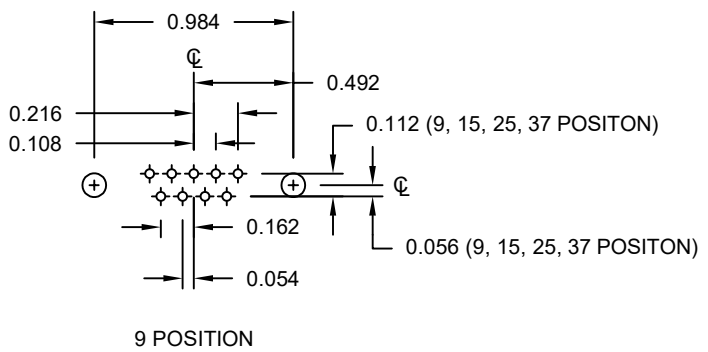 0.984
℄
0.492
0.216
0.112 (9, 15, 25, 37 POSITON)
0.108
℄
0.162
0.056 (9, 15, 25, 37 POSITON)
0.054
9 POSITION